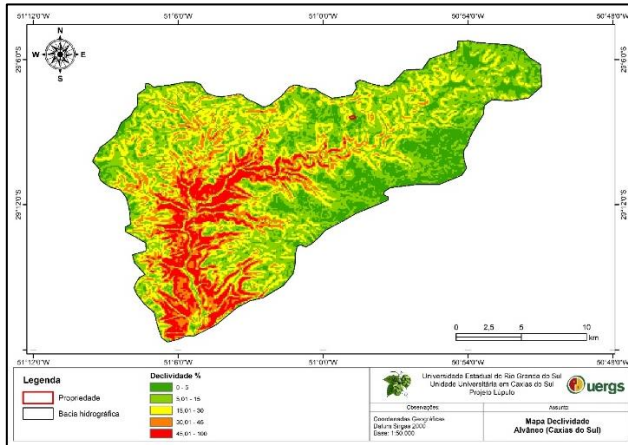 51°12'0"W 51°6'0"W 51°0'0"W 50°54'0"W 50°48'0"W
N
W E
S
29°6'0"S
29°6'0"S
29°12'0"S
29°12'0"S
0 2,5 5 10
km
51°12'0"W 51°6'0"W 51°0'0"W 50°54'0"W 50°48'0"W
Legenda
Propriedade
Bacia hidrográfica
Declividade %
0 - 5
5,01 - 15
15,01 - 30
30,01 - 45
45,01 - 100
Universidade Estadual do Rio Grande do Sul
Unidade Universitária em Caxias do Sul
Projeto Lúpulo
uergs
Observações:
Coordenadas Geográficas
Datum Sirgas 2000
Base: 1:50.000
Assunto:
Mapa Declividade
Alvâneo (Caxias do Sul)